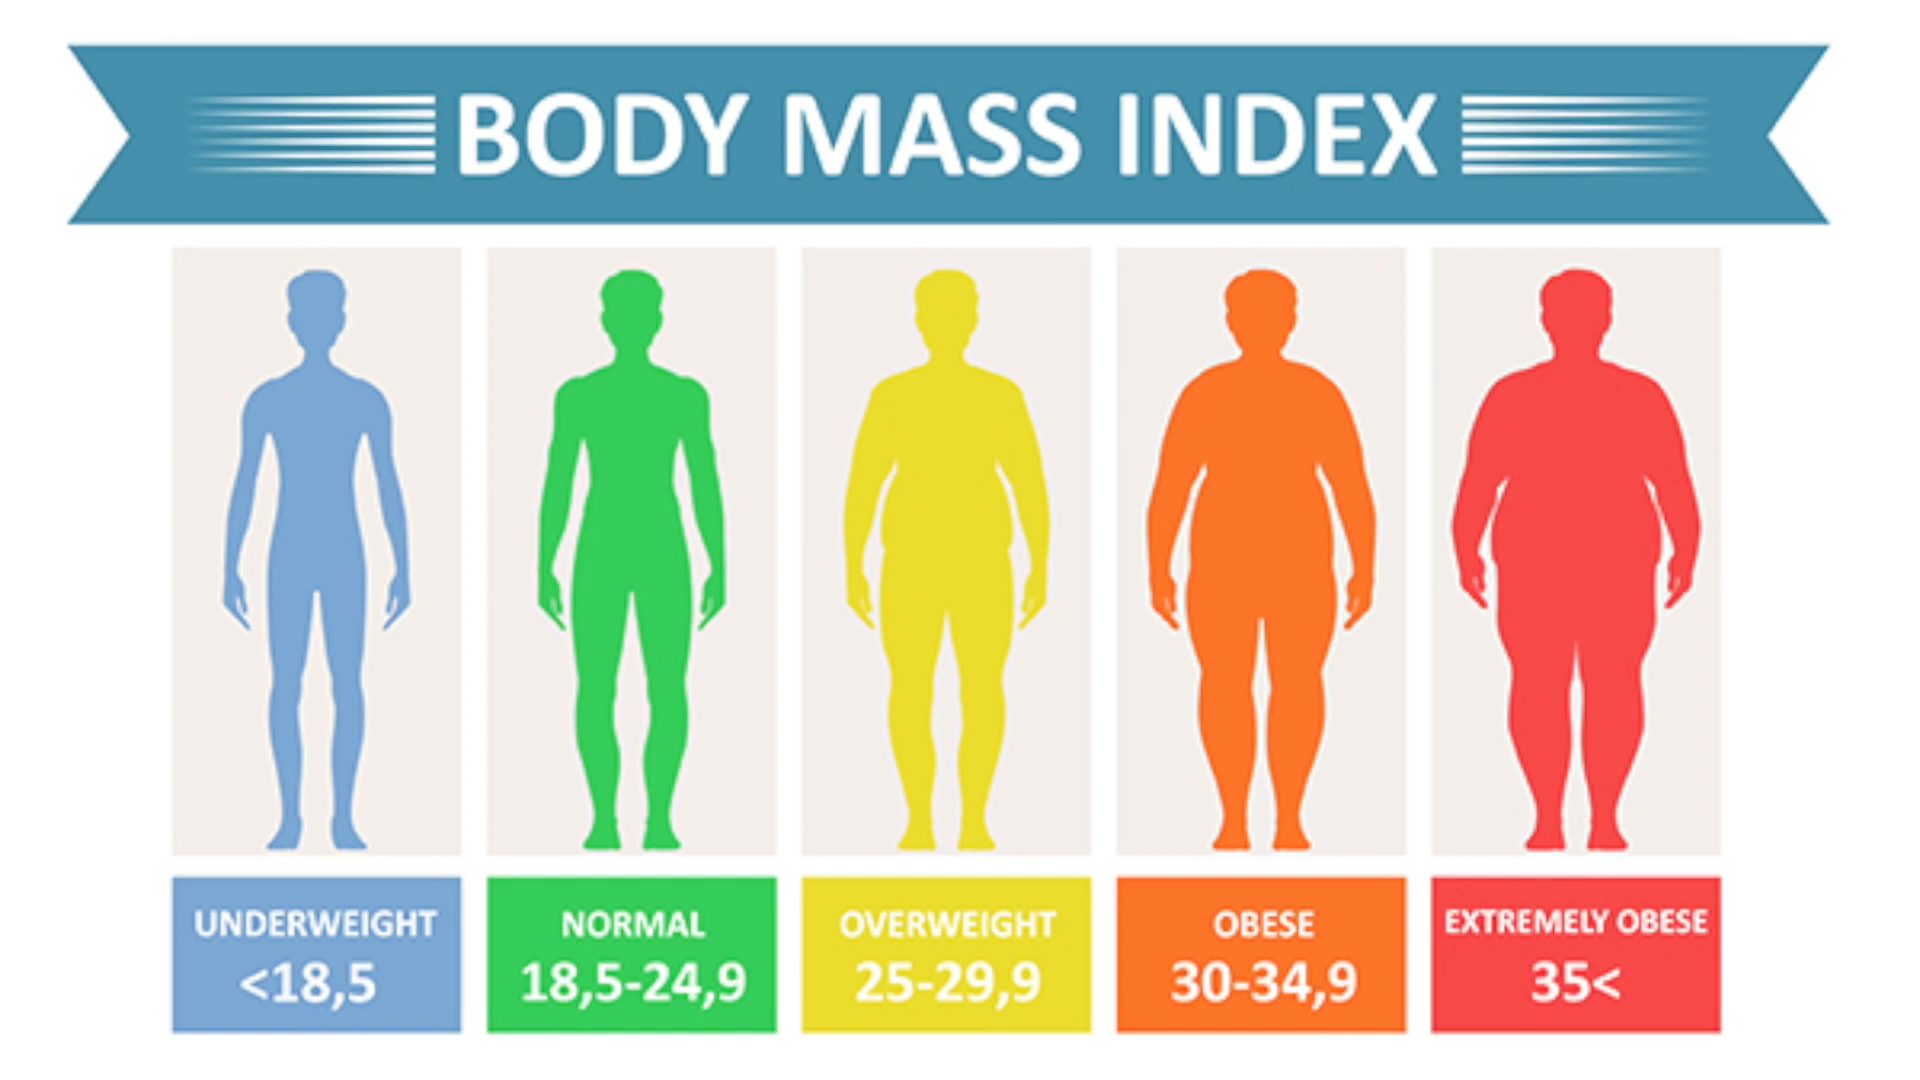 BODY MASS INDEX
UNDERWEIGHT
<18,5
NORMAL
18,5-24,9
OVERWEIGHT
25-29,9
OBESE
30-34,9
EXTREMELY OBESE
35<